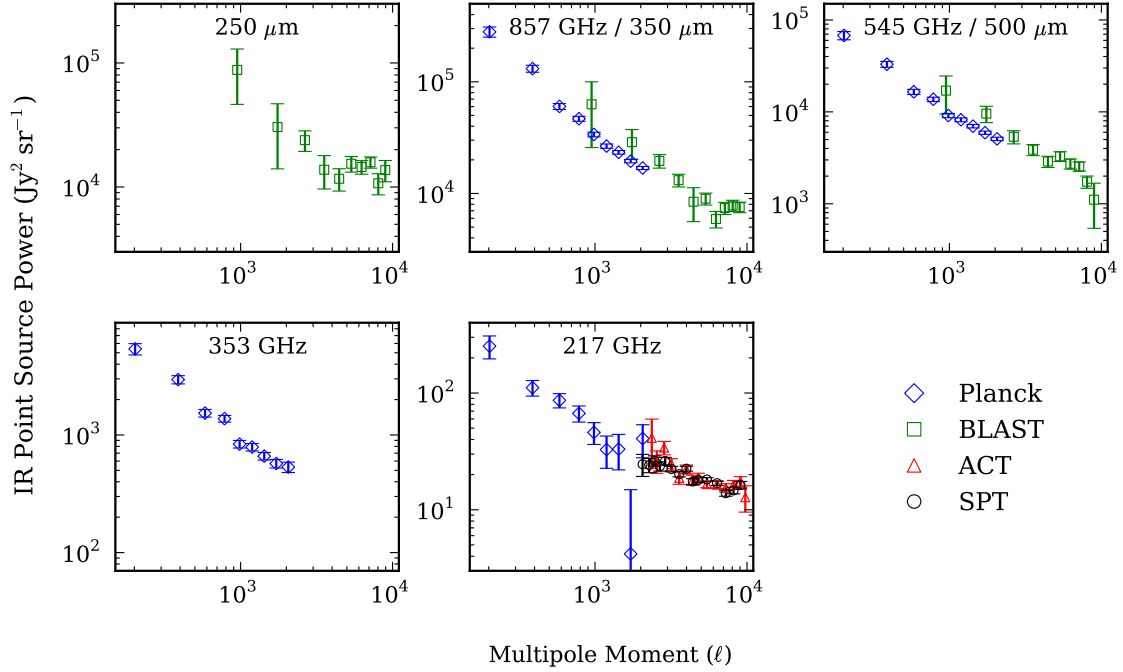 250 μm
857 GHz / 350 μm
545 GHz / 500 μm
10⁵
10⁴
10³
10⁴
10⁵
10⁴
10³
10⁴
10⁵
10⁴
10³
10³
10⁴
IR Point Source Power (Jy² sr⁻¹)
353 GHz
217 GHz
10³
10²
10³
10⁴
10²
10¹
10³
10⁴
Planck
BLAST
ACT
SPT
Multipole Moment (ℓ)